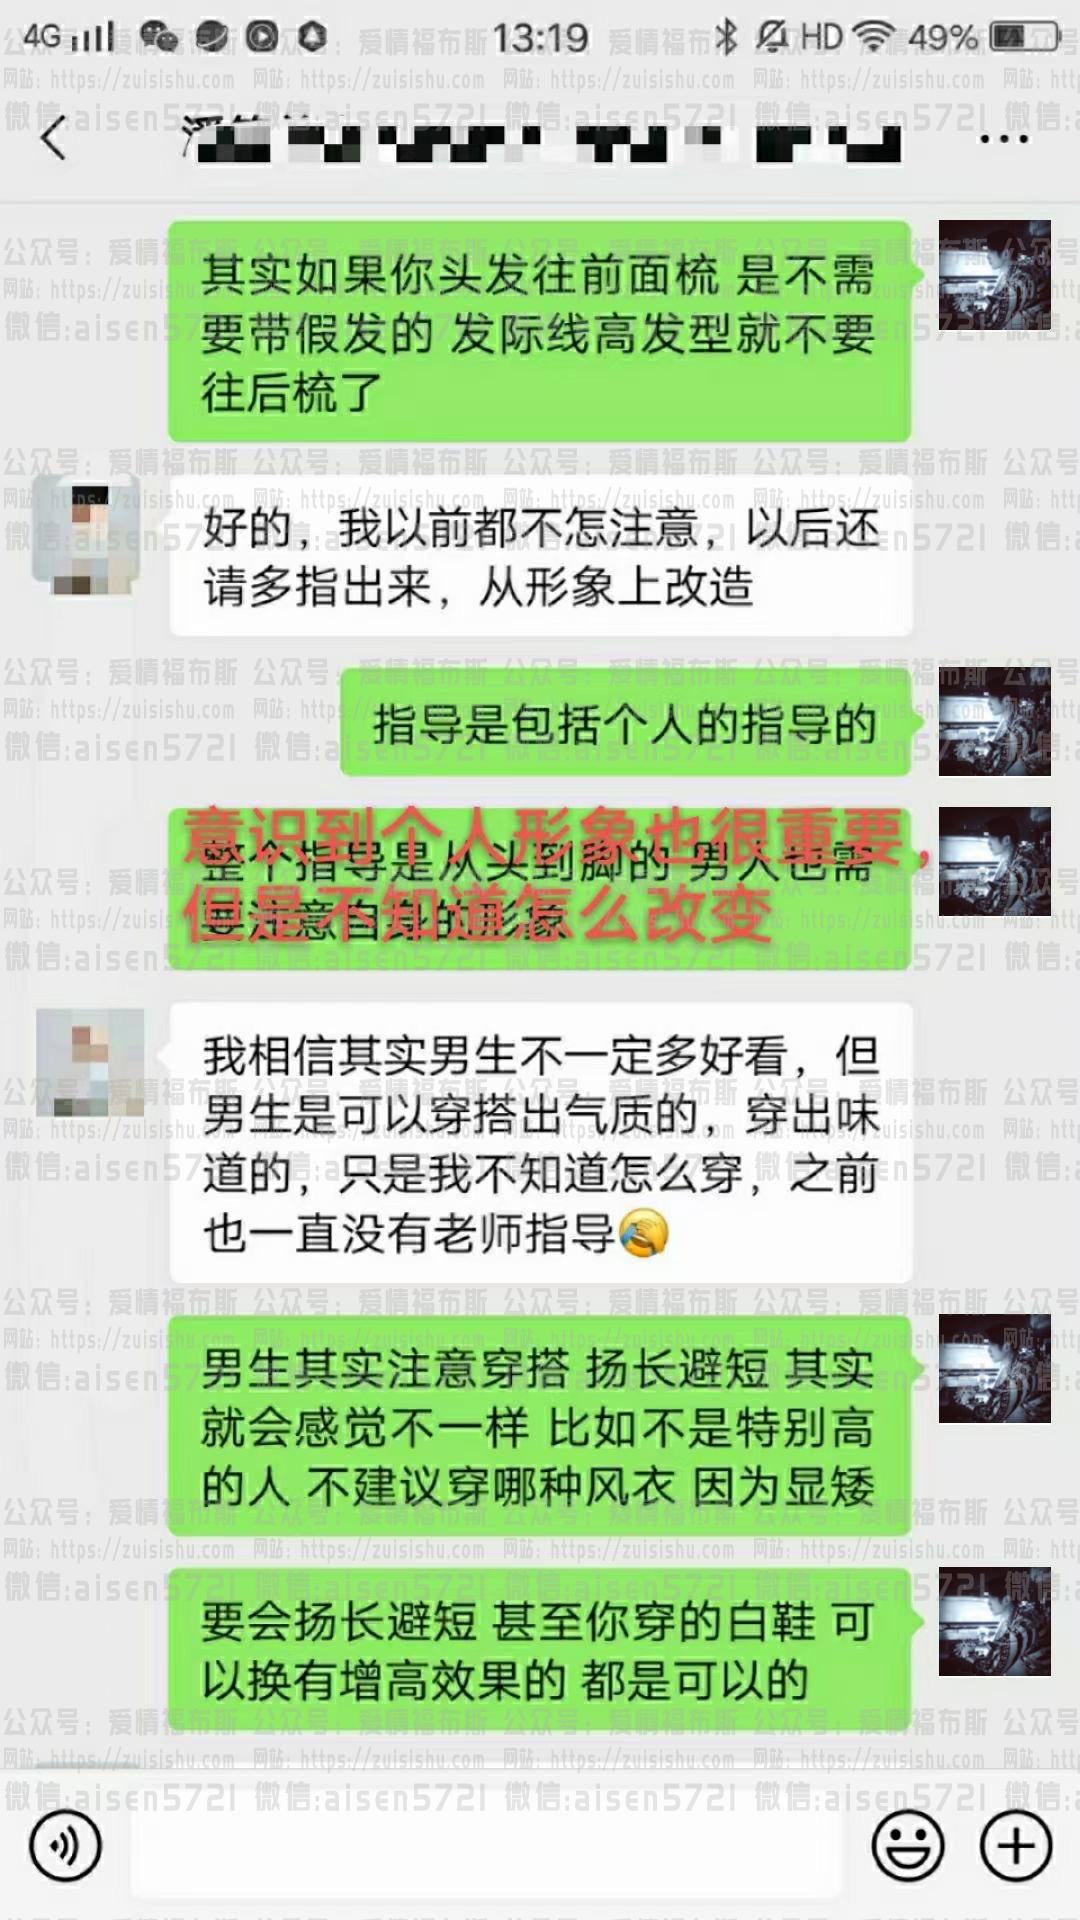 4G 13:19 HD 49%
其实如果你头发往前面梳 是不需
要带假发的 发际线高发型就不要
往后梳了
好的，我以前都不怎注意，以后还
请多指出来，从形象上改造
指导是包括个人的指导的
意识到个人形象也很重要，
但是不知道怎么改变
整个指导是从头到脚的 男人也需
要注意自身的形象
我相信其实男生不一定多好看，但
男生是可以穿搭出气质的，穿出味
道的，只是我不知道怎么穿，之前
也一直没有老师指导
男生其实注意穿搭 扬长避短 其实
就会感觉不一样 比如不是特别高
的人 不建议穿哪种风衣 因为显矮
要会扬长避短 甚至你穿的白鞋 可
以换有增高效果的 都是可以的
公众号：爱情福布斯
网站：https://zuisishu.com
微信:aisen5721